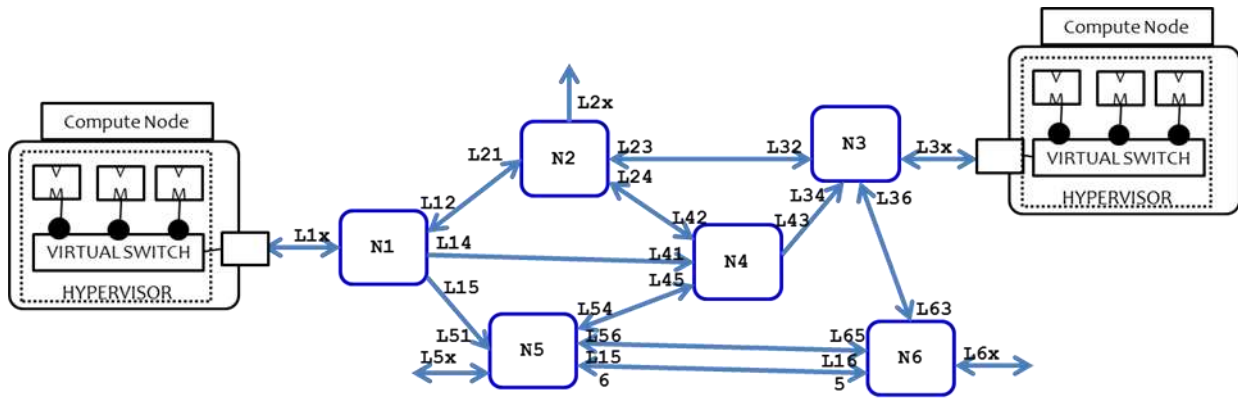 Compute Node
V V V
M M M
VIRTUAL SWITCH
HYPERVISOR
L1x
N1
L12
L14
L15
L21
L2x
N2
L23
L24
L32
N3
L3x
L34
L36
L42
L43
L41
N4
L45
L51
L54
L56
L5x
N5
L15
6
L63
L65
L16
5
N6
L6x
Compute Node
V V V
M M M
VIRTUAL SWITCH
HYPERVISOR